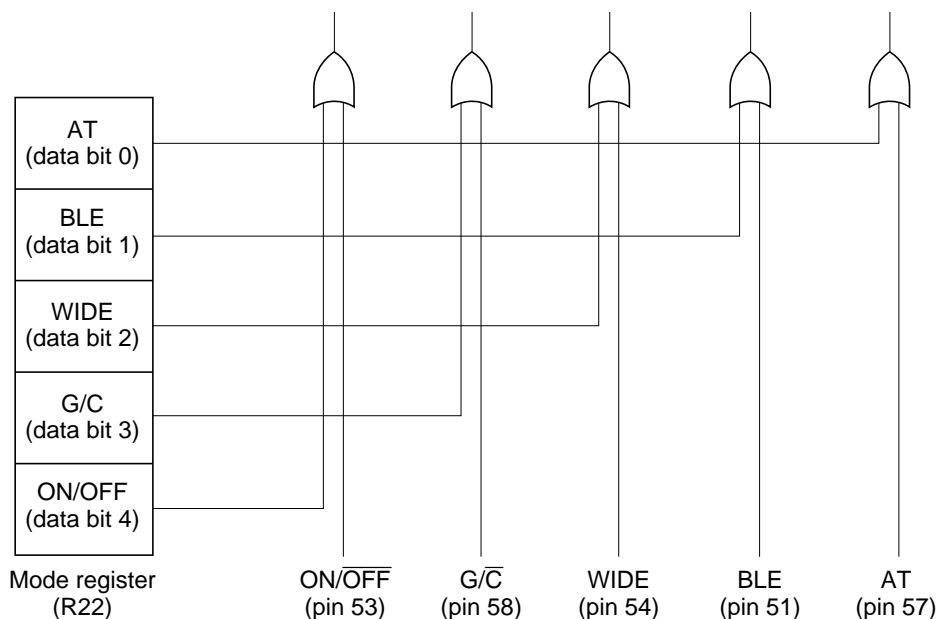 AT
(data bit 0)
BLE
(data bit 1)
WIDE
(data bit 2)
G/C
(data bit 3)
ON/OFF
(data bit 4)
Mode register
(R22)
ON/O̅F̅F̅
(pin 53)
G/C̅
(pin 58)
WIDE
(pin 54)
BLE
(pin 51)
AT
(pin 57)